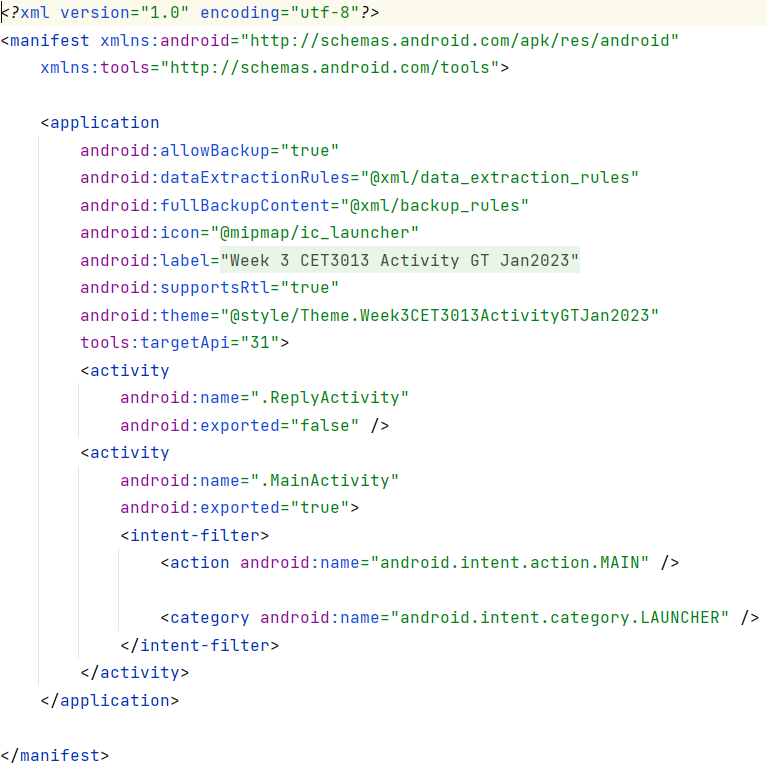 <?xml version="1.0" encoding="utf-8"?>
<manifest xmlns:android="http://schemas.android.com/apk/res/android"
    xmlns:tools="http://schemas.android.com/tools">

    <application
        android:allowBackup="true"
        android:dataExtractionRules="@xml/data_extraction_rules"
        android:fullBackupContent="@xml/backup_rules"
        android:icon="@mipmap/ic_launcher"
        android:label="Week 3 CET3013 Activity GT Jan2023"
        android:supportsRtl="true"
        android:theme="@style/Theme.Week3CET3013ActivityGTJan2023"
        tools:targetApi="31">
        <activity
            android:name=".ReplyActivity"
            android:exported="false" />
        <activity
            android:name=".MainActivity"
            android:exported="true">
            <intent-filter>
                <action android:name="android.intent.action.MAIN" />

                <category android:name="android.intent.category.LAUNCHER" />
            </intent-filter>
        </activity>
    </application>

</manifest>